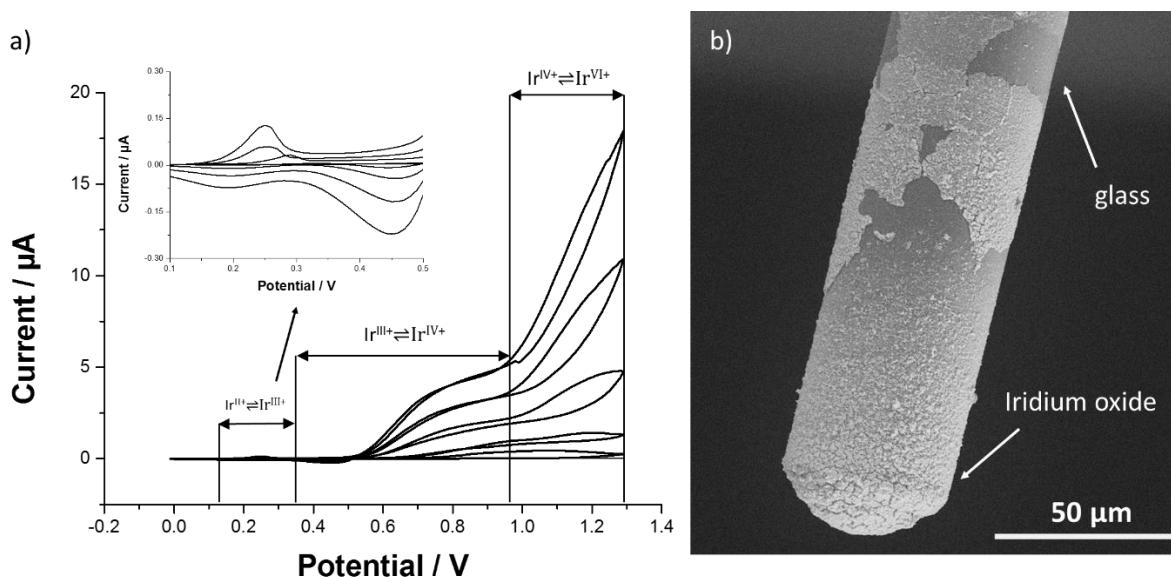 a)
0.30
0.15
0.00
-0.15
-0.30
Current / µA
0.1 0.2 0.3 0.4 0.5
Potential / V
Ir^IV+⇌Ir^VI+
Ir^III+⇌Ir^IV+
Ir^II+⇌Ir^III+
20
15
10
5
0
Current / µA
-0.2 0.0 0.2 0.4 0.6 0.8 1.0 1.2 1.4
Potential / V
b)
glass
Iridium oxide
50 µm